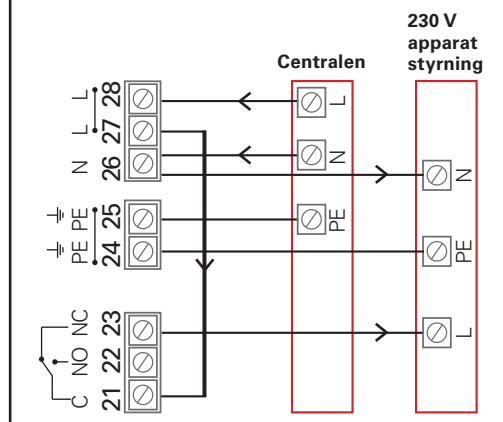 230 V
apparat
styrning
Centralen
L 28
L 27
N 26
PE 25
PE 24
NC 23
NO 22
C 21
L
N
PE
N
PE
L